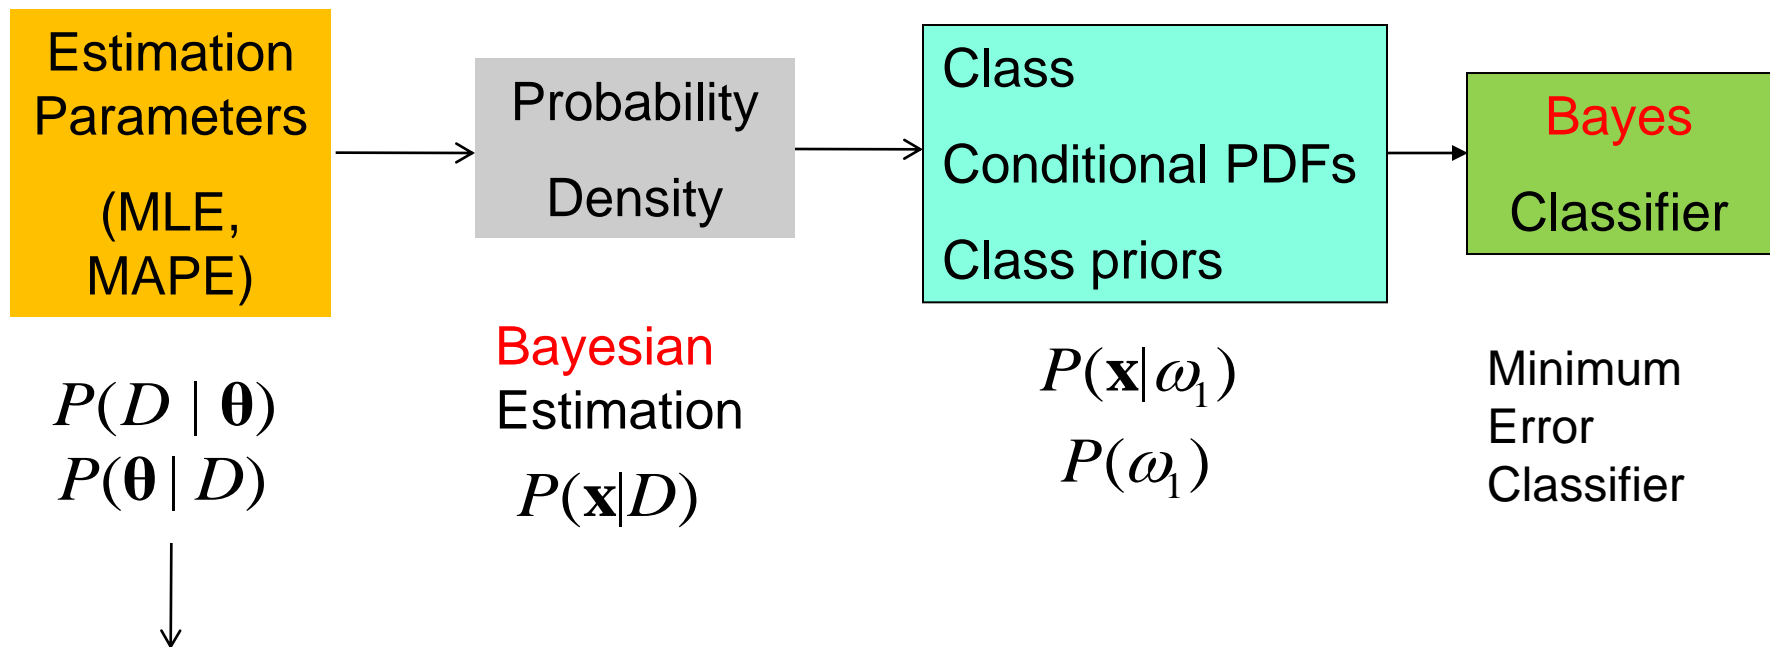 Estimation
Parameters
(MLE,
MAPE)
Probability
Density
Class
Conditional PDFs
Class priors
Bayes
Classifier
P(D | θ)
P(θ | D)
Bayesian
Estimation
P(x|D)
P(x|ω₁)
P(ω₁)
Minimum
Error
Classifier